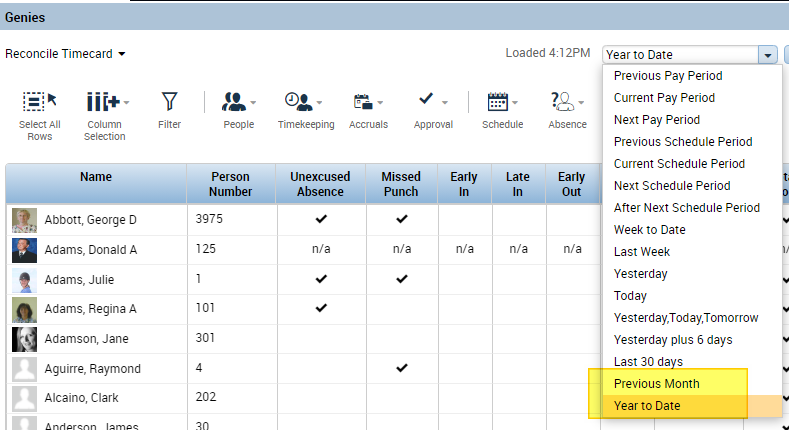 Genies
Reconcile Timecard
Loaded 4:12PM
Year to Date
Select All Rows
Column Selection
Filter
People
Timekeeping
Accruals
Approval
Schedule
Absence
Previous Pay Period
Current Pay Period
Next Pay Period
Previous Schedule Period
Current Schedule Period
Next Schedule Period
After Next Schedule Period
Week to Date
Last Week
Yesterday
Today
Yesterday,Today,Tomorrow
Yesterday plus 6 days
Last 30 days
Previous Month
Year to Date
Name Person Number Unexcused Absence Missed Punch Early In Late In Early Out
Abbott, George D 3975
Adams, Donald A 125 n/a n/a n/a n/a n/a
Adams, Julie 1
Adams, Regina A 101
Adamson, Jane 301
Aguirre, Raymond 4
Alcaino, Clark 202
Anderson, James 30